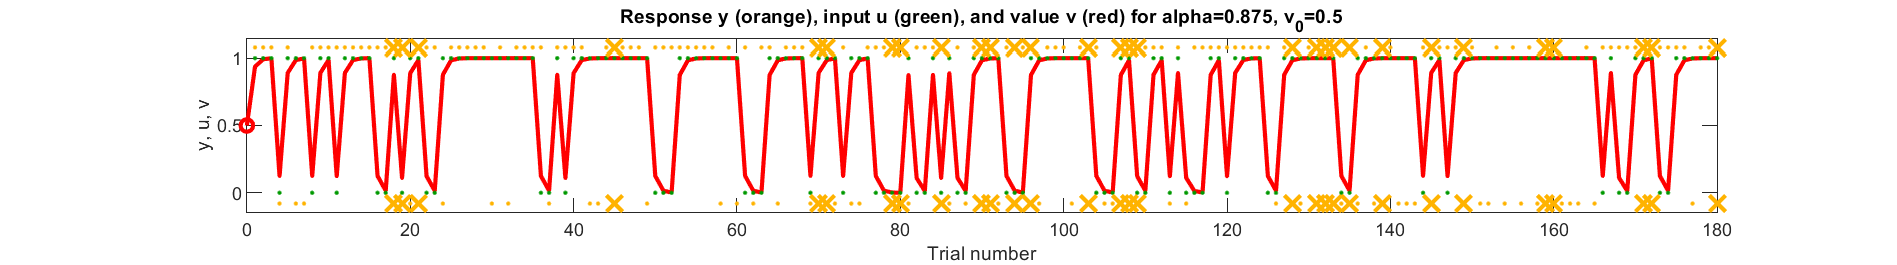 Response y (orange), input u (green), and value v (red) for alpha=0.875, v0=0.5
y, u, v
1
0.5
0
0 20 40 60 80 100 120 140 160 180
Trial number